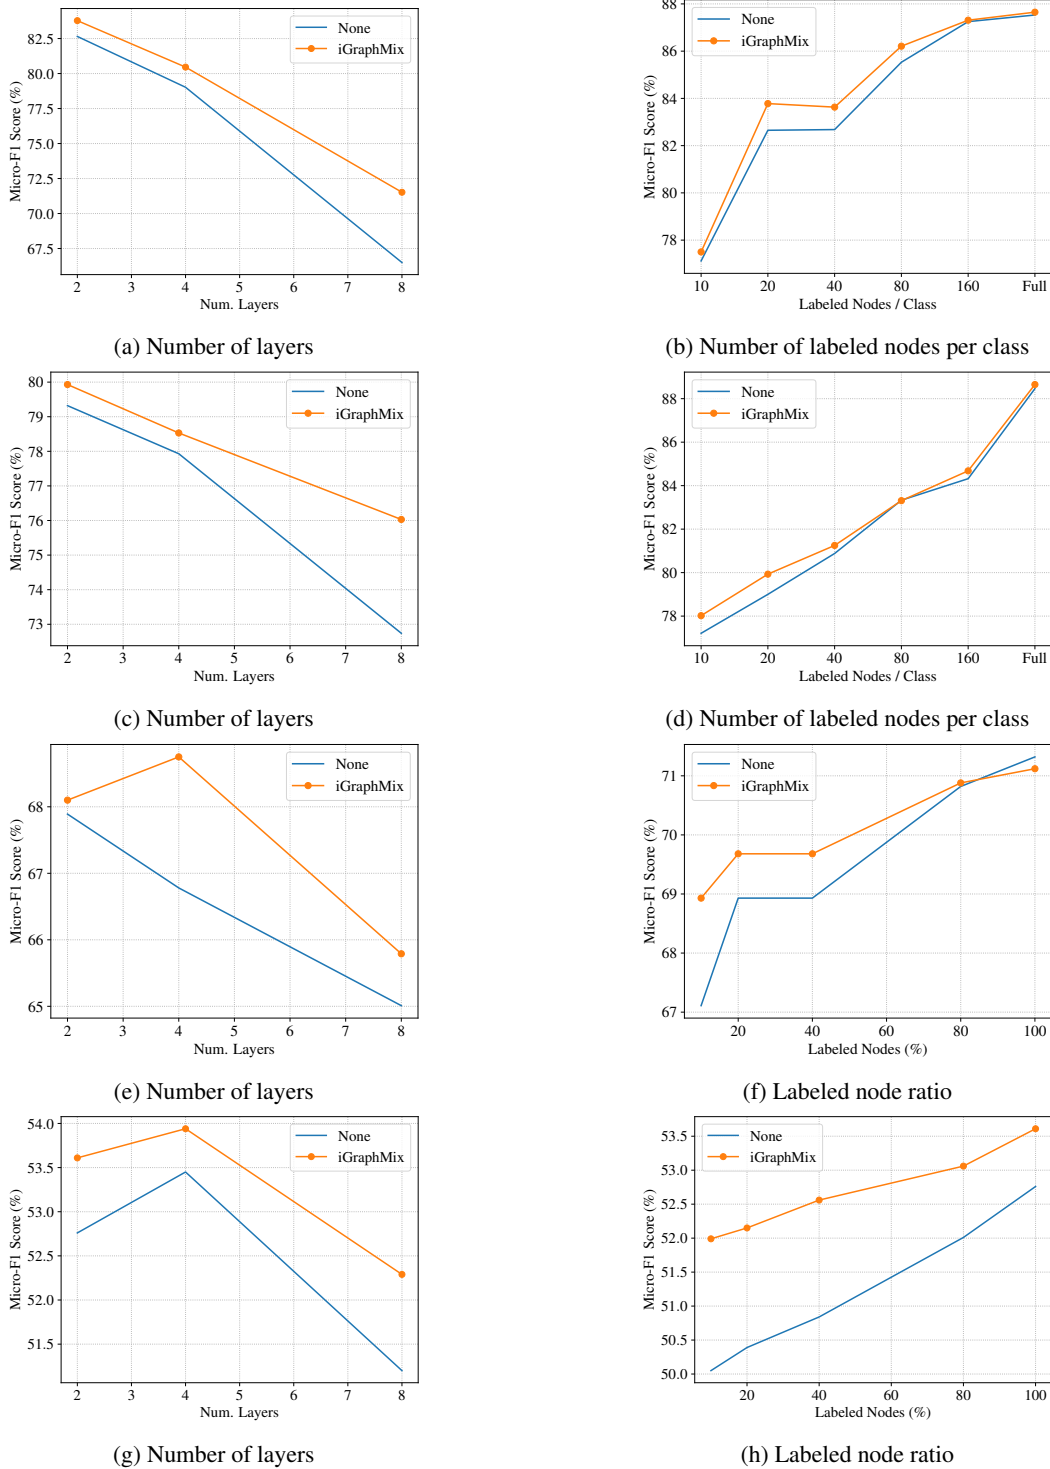 82.5
80.0
77.5
75.0
72.5
70.0
67.5
Micro-F1 Score (%)
None
iGraphMix
2 3 4 5 6 7 8
Num. Layers
(a) Number of layers
88
86
84
82
80
78
Micro-F1 Score (%)
None
iGraphMix
10 20 40 80 160 Full
Labeled Nodes / Class
(b) Number of labeled nodes per class
80
79
78
77
76
75
74
73
Micro-F1 Score (%)
None
iGraphMix
2 3 4 5 6 7 8
Num. Layers
(c) Number of layers
88
86
84
82
80
78
Micro-F1 Score (%)
None
iGraphMix
10 20 40 80 160 Full
Labeled Nodes / Class
(d) Number of labeled nodes per class
68
67
66
65
Micro-F1 Score (%)
None
iGraphMix
2 3 4 5 6 7 8
Num. Layers
(e) Number of layers
71
70
69
68
67
Micro-F1 Score (%)
None
iGraphMix
20 40 60 80 100
Labeled Nodes (%)
(f) Labeled node ratio
54.0
53.5
53.0
52.5
52.0
51.5
Micro-F1 Score (%)
None
iGraphMix
2 3 4 5 6 7 8
Num. Layers
(g) Number of layers
53.5
53.0
52.5
52.0
51.5
51.0
50.5
50.0
Micro-F1 Score (%)
None
iGraphMix
20 40 60 80 100
Labeled Nodes (%)
(h) Labeled node ratio